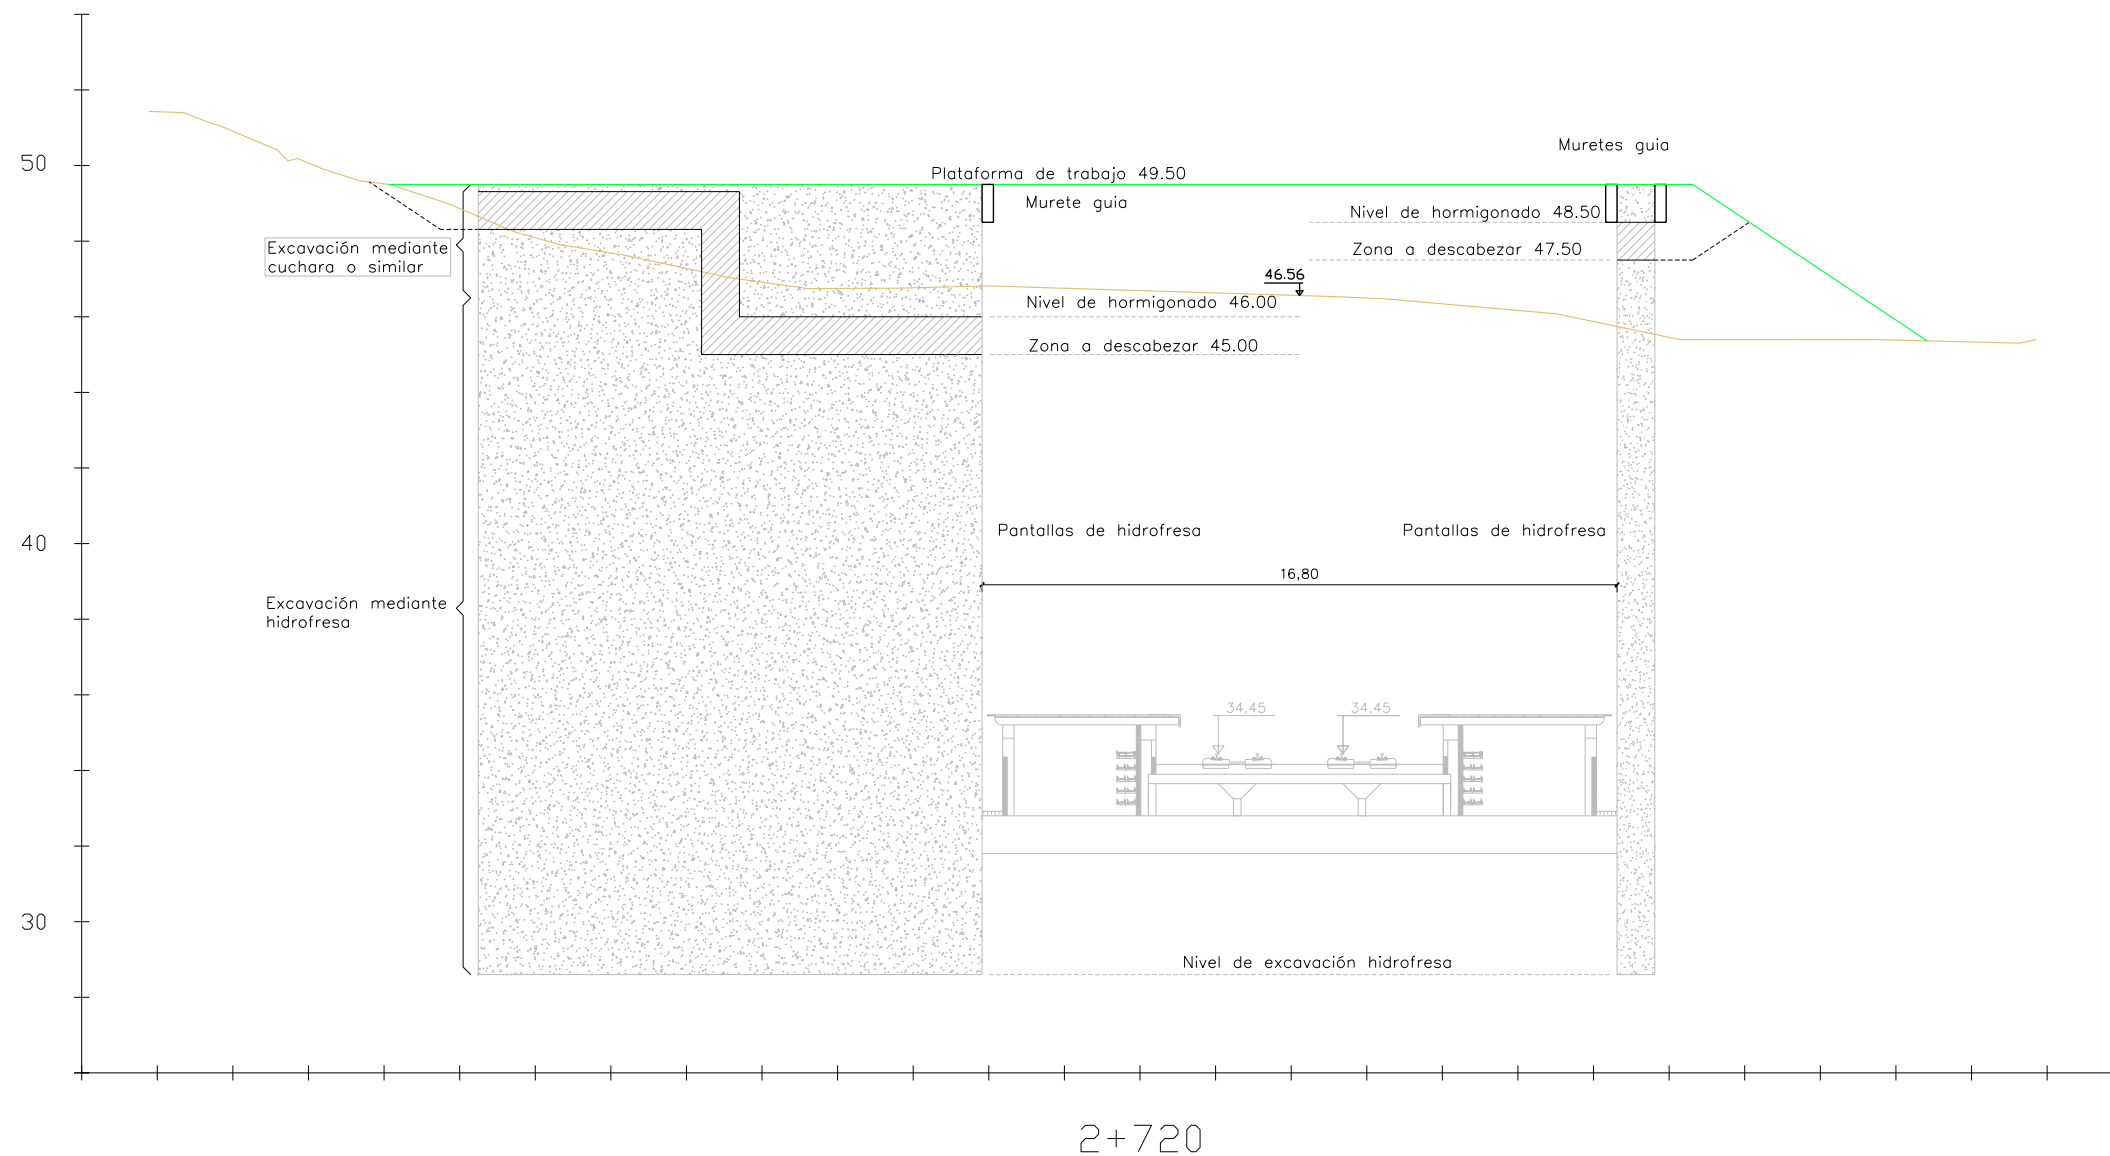 Muretes guia
50
Plataforma de trabajo 49.50
Murete guia
Nivel de hormigonado 48.50
Excavación mediante
cuchara o similar
Zona a descabezar 47.50
46.56
Nivel de hormigonado 46.00
Zona a descabezar 45.00
40
Pantallas de hidrofresa
Pantallas de hidrofresa
16,80
Excavación mediante
hidrofresa
34.45
34.45
30
Nivel de excavación hidrofresa
2+720